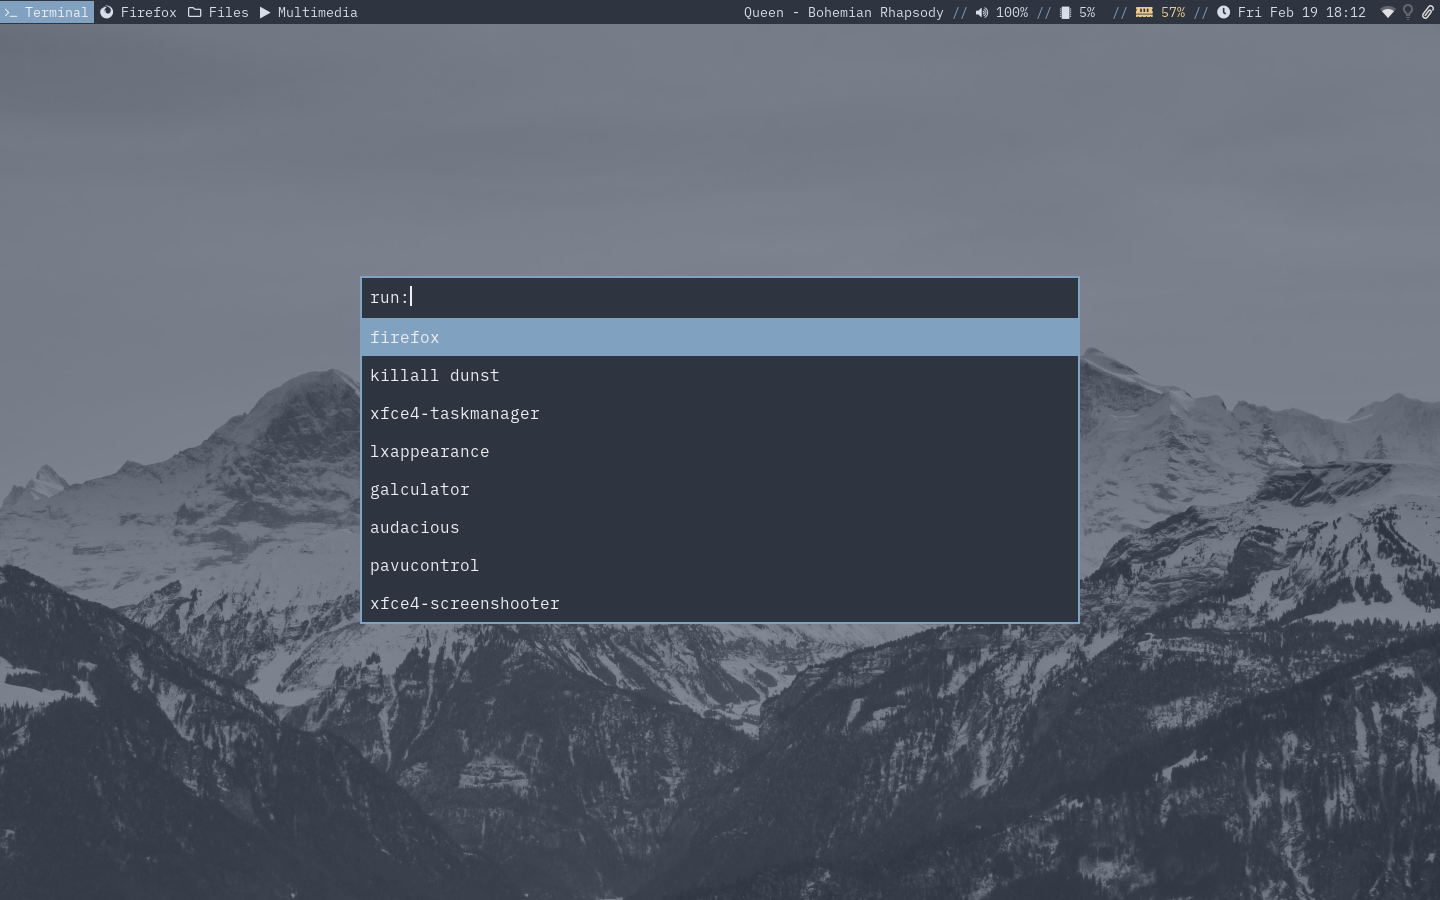 Terminal Firefox Files Multimedia Queen - Bohemian Rhapsody // 100% // 5% // 57% // Fri Feb 19 18:12
run:
firefox
killall dunst
xfce4-taskmanager
lxappearance
galculator
audacious
pavucontrol
xfce4-screenshooter